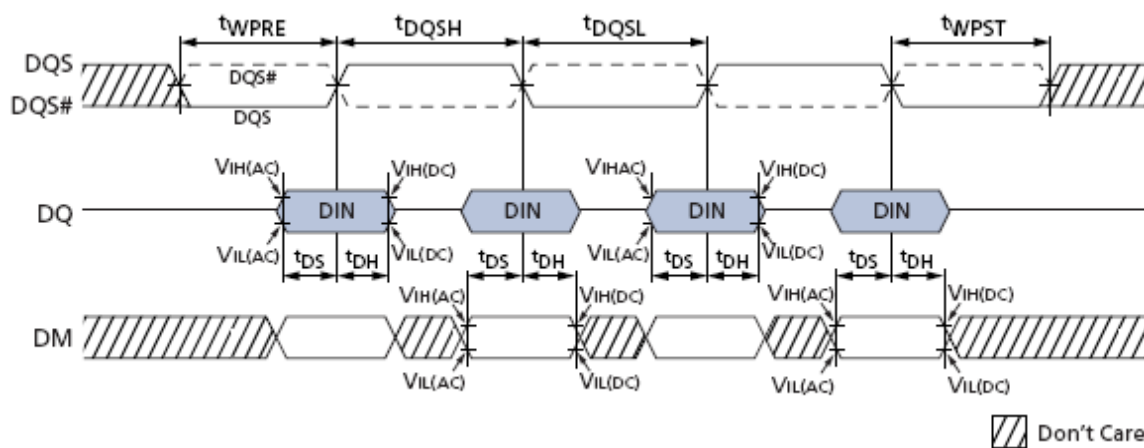 tWPRE tDQSH tDQSL tWPST
DQS
DQS#
DQS#
DQS
VIH(AC) VIH(DC) VIHAC) VIH(DC)
DQ DIN DIN DIN DIN
VIL(AC) VIL(DC) VIL(AC) VIL(DC)
tDS tDH tDS tDH tDS tDH tDS tDH
VIH(AC) VIH(DC) VIH(AC) VIH(DC)
DM
VIL(AC) VIL(DC) VIL(AC) VIL(DC)
Don't Care